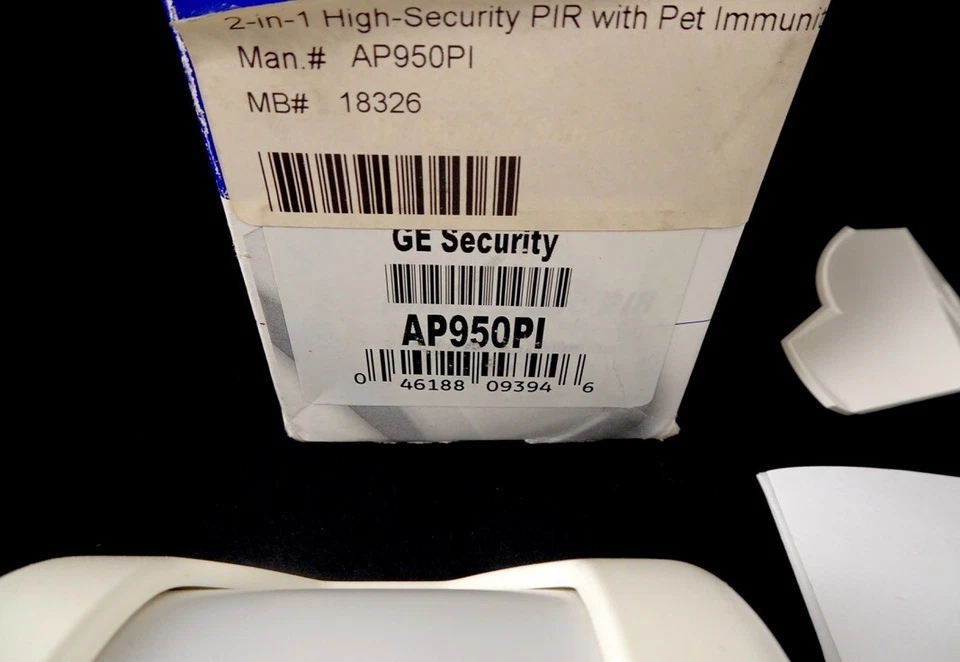 2-in-1 High-Security PIR with Pet Immunit
Man.# AP950PI
MB# 18326
GE Security
AP950PI
0 46188 09394 6